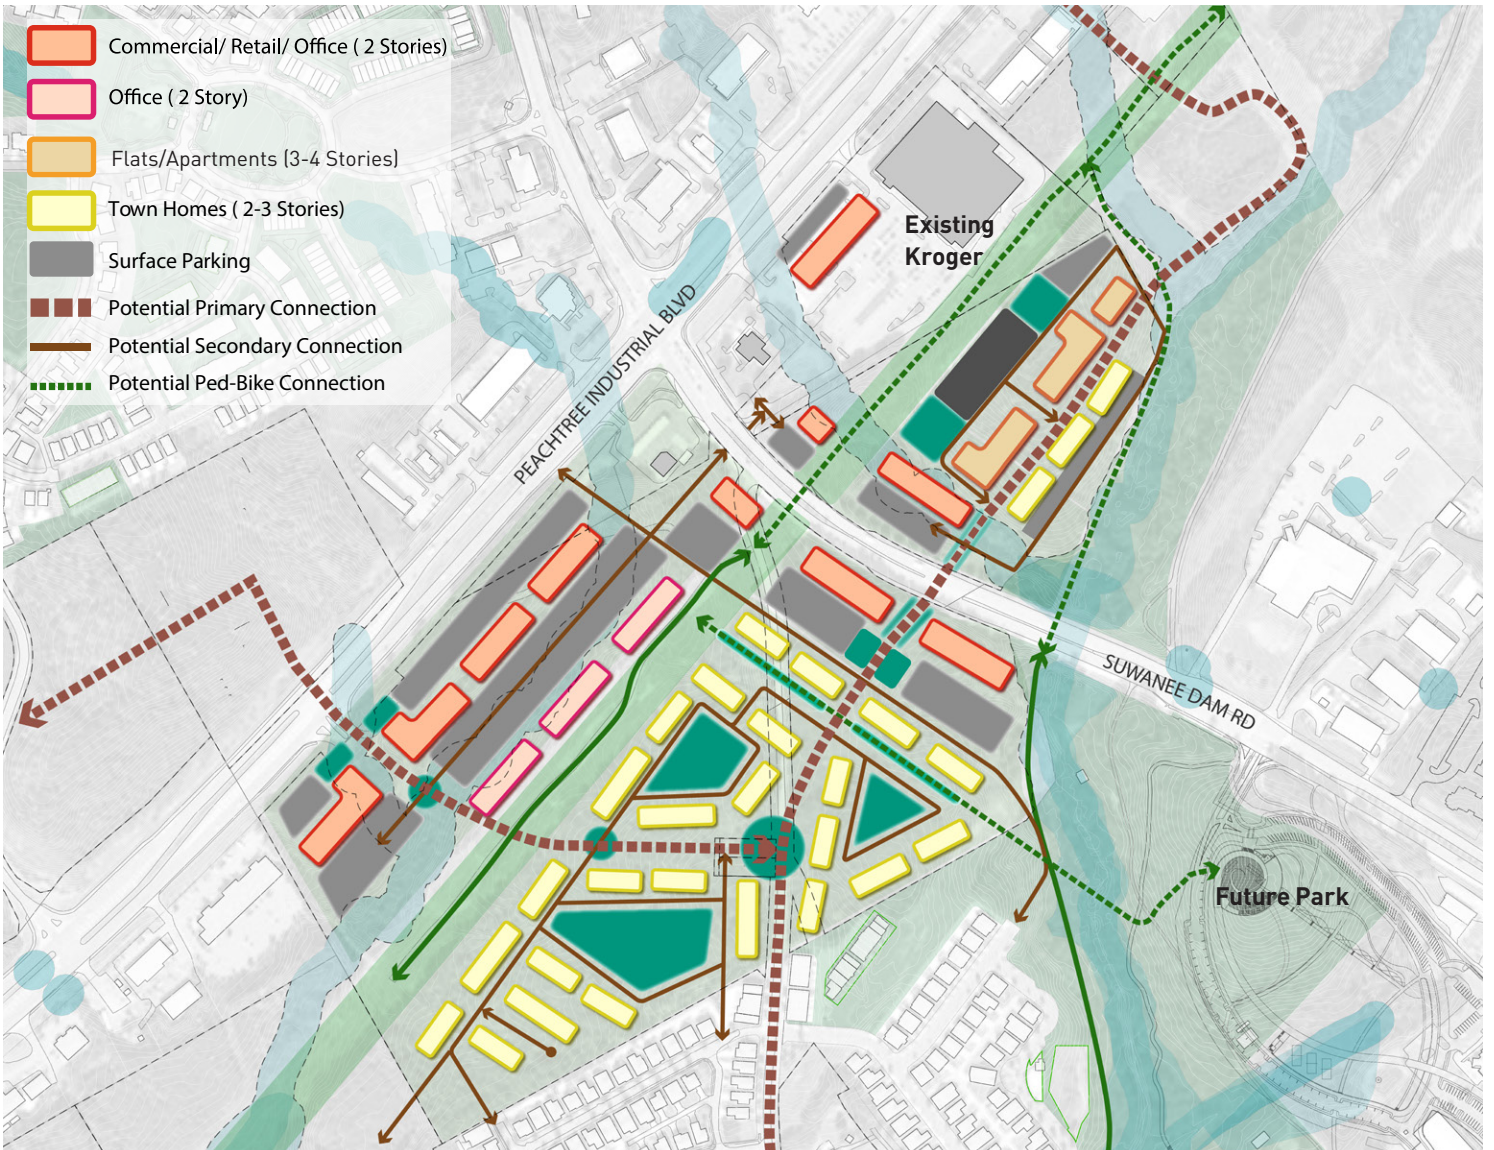 Commercial/ Retail/ Office ( 2 Stories)
Office ( 2 Story)
Flats/Apartments (3-4 Stories)
Town Homes ( 2-3 Stories)
Surface Parking
Potential Primary Connection
Potential Secondary Connection
Potential Ped-Bike Connection
Existing
Kroger
PEACHTREE INDUSTRIAL BLVD
SUWANEE DAM RD
Future Park